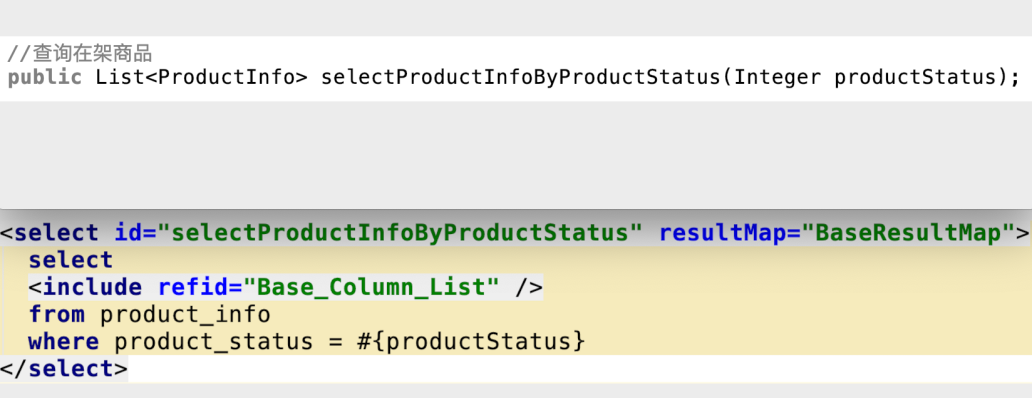 //查询在架商品
public List<ProductInfo> selectProductInfoByProductStatus(Integer productStatus);
<select id="selectProductInfoByProductStatus" resultMap="BaseResultMap">
select
<include refid="Base_Column_List" />
from product_info
where product_status = #{productStatus}
</select>